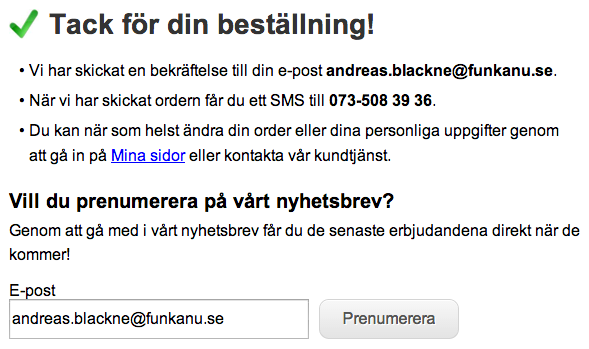 Tack för din beställning!
• Vi har skickat en bekräftelse till din e-post andreas.blackne@funkanu.se.
• När vi har skickat ordern får du ett SMS till 073-508 39 36.
• Du kan när som helst ändra din order eller dina personliga uppgifter genom
att gå in på Mina sidor eller kontakta vår kundtjänst.
Vill du prenumerera på vårt nyhetsbrev?
Genom att gå med i vårt nyhetsbrev får du de senaste erbjudandena direkt när de
kommer!
E-post
andreas.blackne@funkanu.se Prenumerera